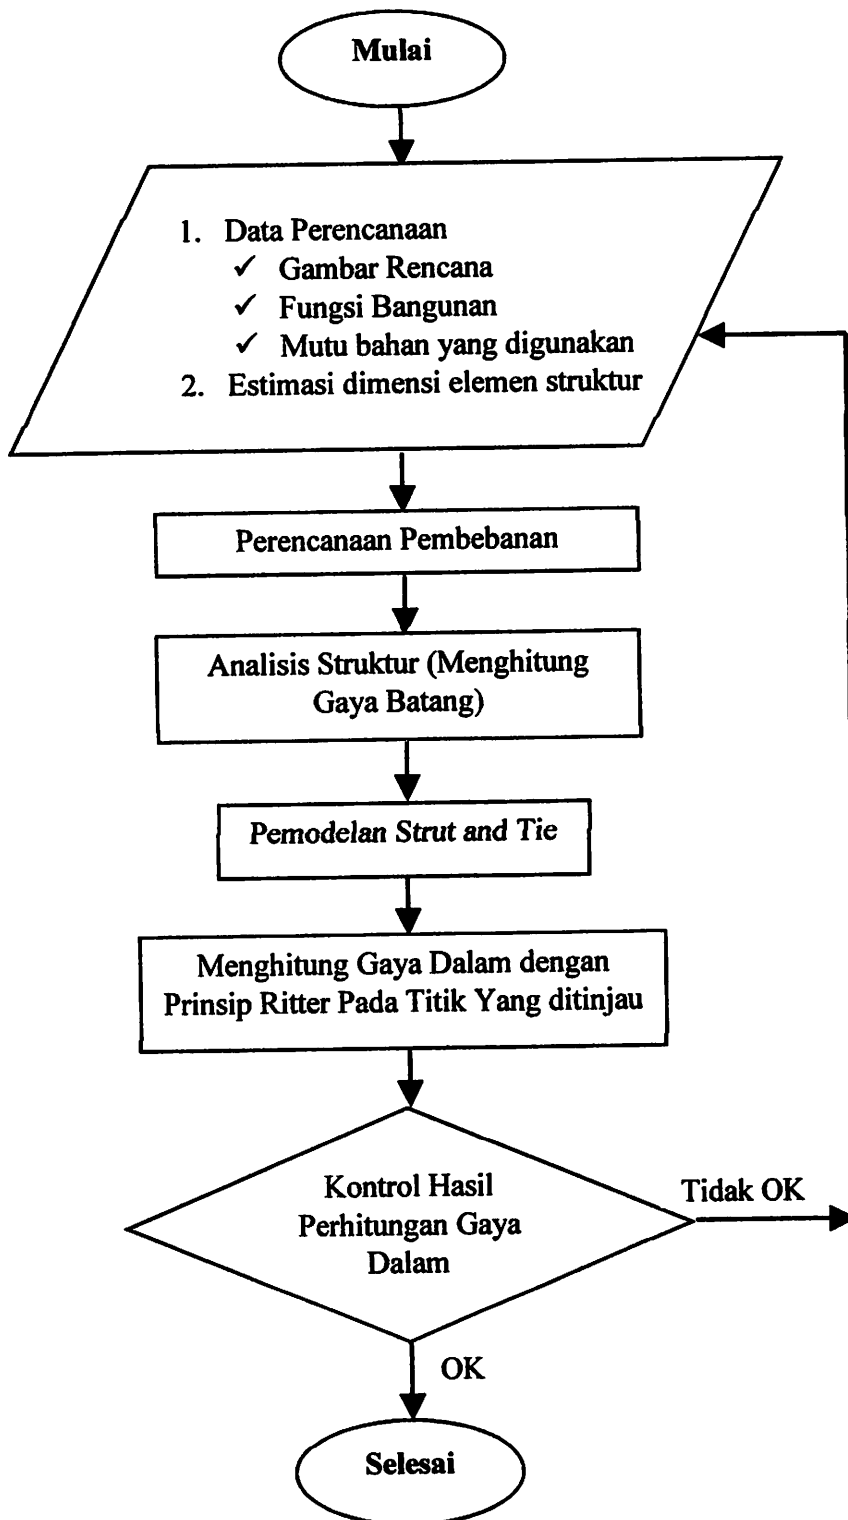 Mulai
1. Data Perencanaan
✓ Gambar Rencana
✓ Fungsi Bangunan
✓ Mutu bahan yang digunakan
2. Estimasi dimensi elemen struktur
Perencanaan Pembebanan
Analisis Struktur (Menghitung
Gaya Batang)
Pemodelan Strut and Tie
Menghitung Gaya Dalam dengan
Prinsip Ritter Pada Titik Yang ditinjau
Kontrol Hasil
Perhitungan Gaya
Dalam
Tidak OK
OK
Selesai